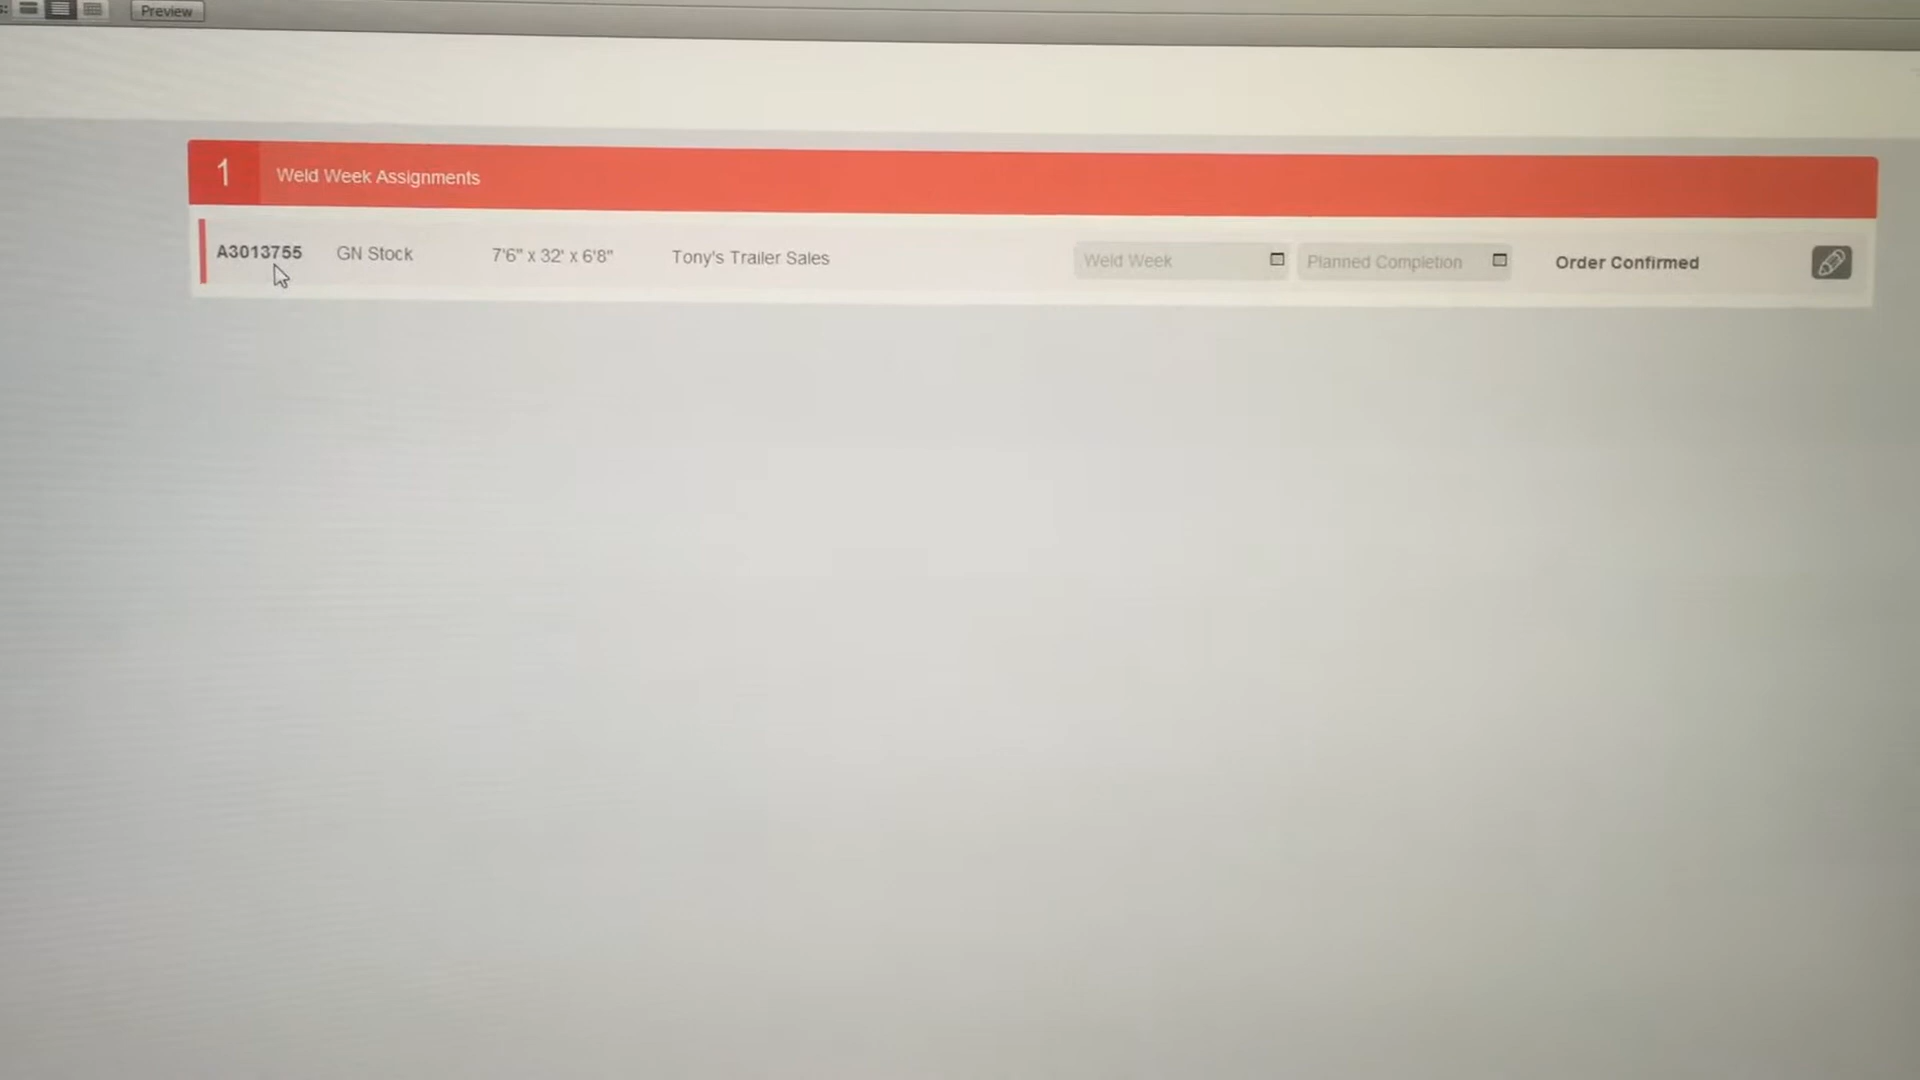 Preview
1 Weld Week Assignments
A3013755 GN Stock 7'6" x 32' x 6'8" Tony's Trailer Sales Weld Week Planned Completion Order Confirmed